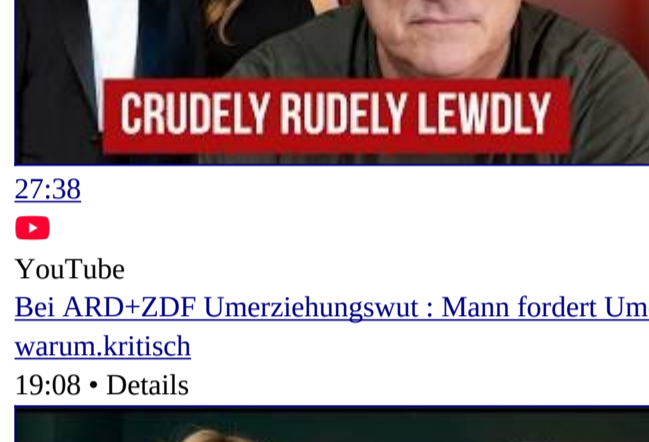 CRUDELY RUDELY LEWDLY
27:38
YouTube
Bei ARD+ZDF Umerziehungswut : Mann fordert Um
warum.kritisch
19:08 • Details